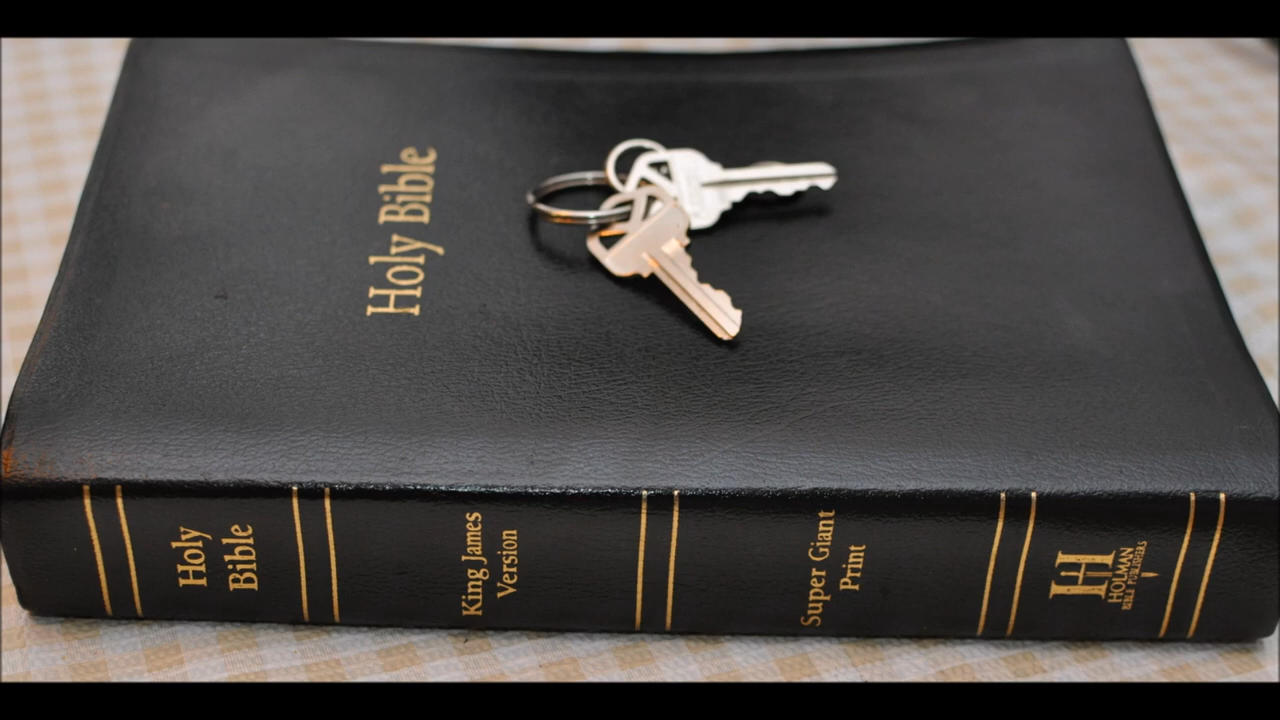 Holy Bible
Holy
Bible
King James
Version
Super Giant
Print
HOLMAN
BIBLE PUBLISHERS